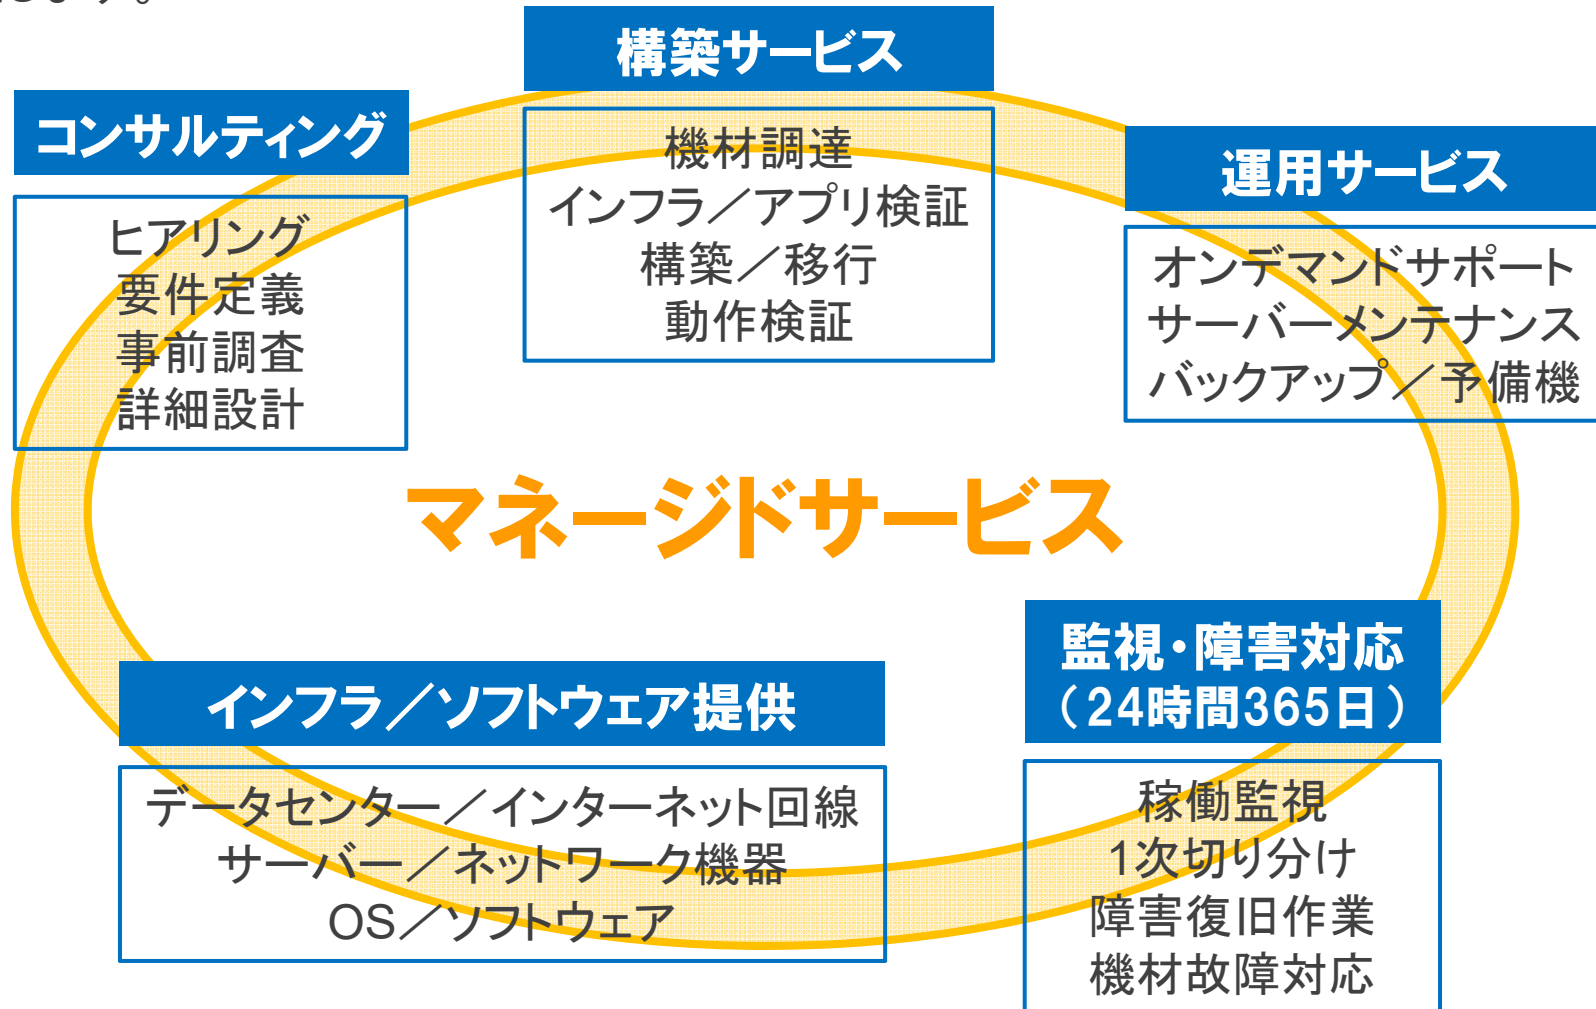 します。
構築サービス
機材調達
インフラ／アプリ検証
構築／移行
動作検証
コンサルティング
ヒアリング
要件定義
事前調査
詳細設計
運用サービス
オンデマンドサポート
サーバーメンテナンス
バックアップ／予備機
マネージドサービス
インフラ／ソフトウェア提供
データセンター／インターネット回線
サーバー／ネットワーク機器
OS／ソフトウェア
監視・障害対応
（24時間365日）
稼働監視
1次切り分け
障害復旧作業
機材故障対応